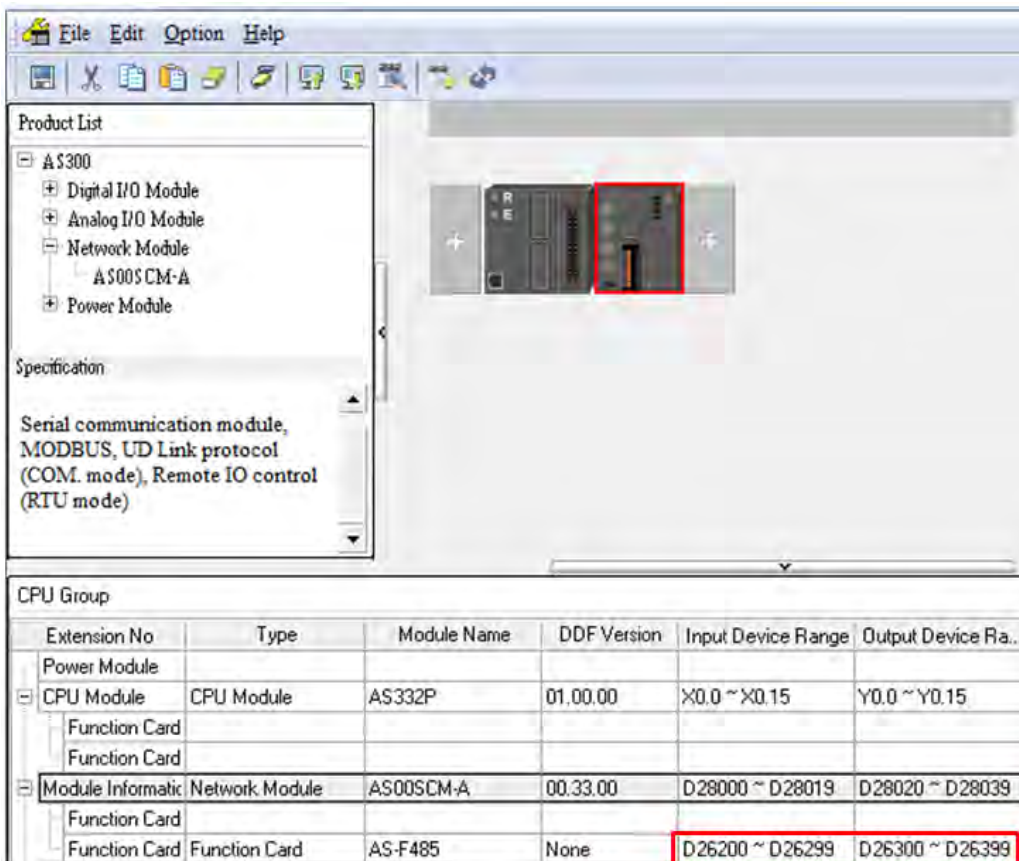 File Edit Option Help
Product List
AS300
Digital I/O Module
Analog I/O Module
Network Module
AS00SCM-A
Power Module
Specification
Serial communication module,
MODBUS, UD Link protocol
(COM. mode), Remote IO control
(RTU mode)
R
E
CPU Group
Extension No Type Module Name DDF Version Input Device Range Output Device Ra..
Power Module
CPU Module CPU Module AS332P 01.00.00 X0.0 ~ X0.15 Y0.0 ~ Y0.15
Function Card
Function Card
Module Informatic Network Module AS00SCM-A 00.33.00 D28000 ~ D28019 D28020 ~ D28039
Function Card
Function Card Function Card AS-F485 None D26200 ~ D26299 D26300 ~ D26399